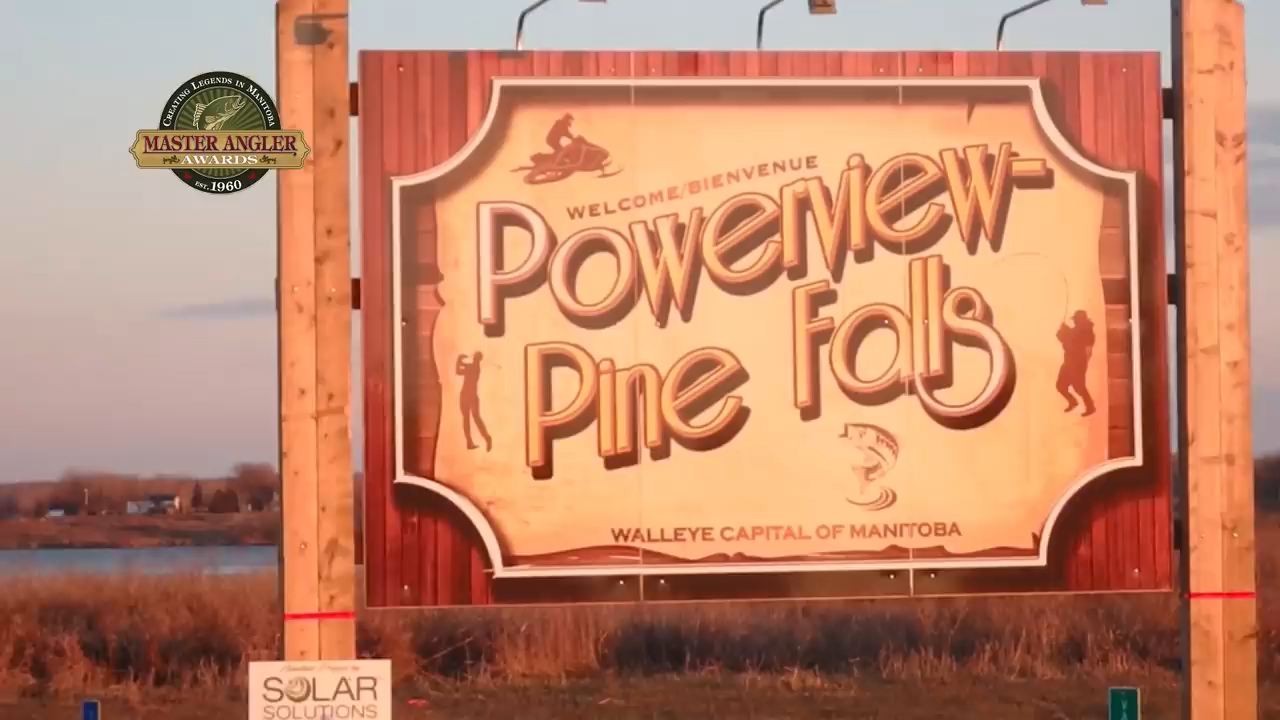 CREATING LEGENDS IN MANITOBA
MASTER ANGLER
AWARDS
EST. 1960
WELCOME/BIENVENUE
Powerview-
Pine Falls
WALLEYE CAPITAL OF MANITOBA
SOLAR
SOLUTIONS